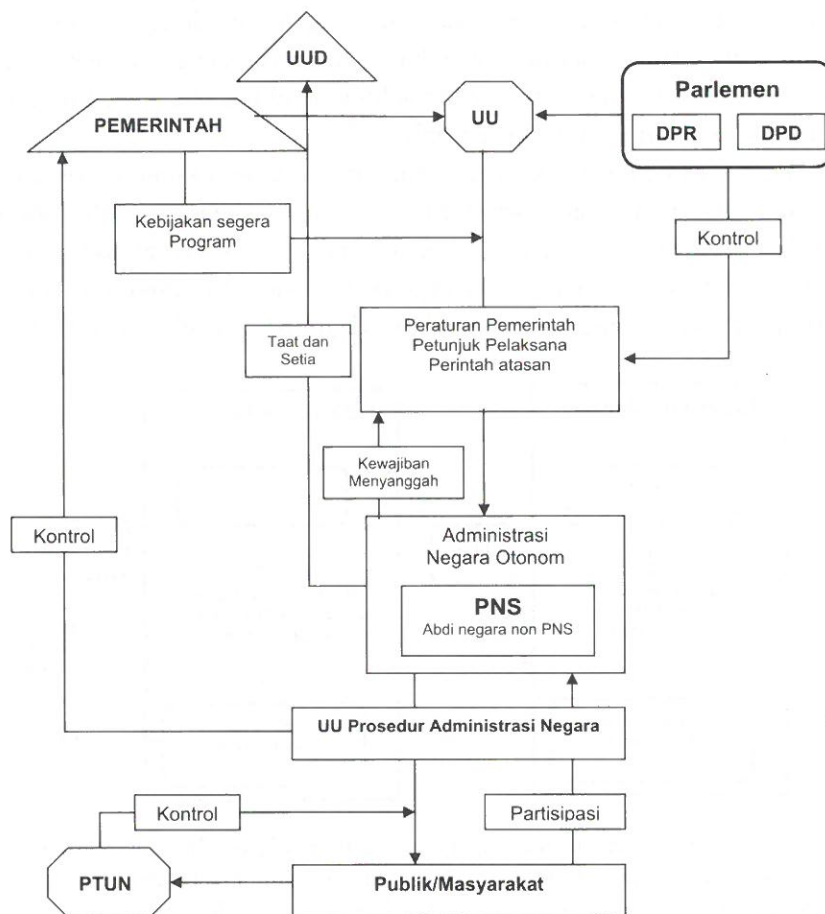 UUD
PEMERINTAH
UU
Parlemen
DPR
DPD
Kebijakan segera
Program
Kontrol
Taat dan
Setia
Peraturan Pemerintah
Petunjuk Pelaksana
Perintah atasan
Kewajiban
Menyanggah
Kontrol
Administrasi
Negara Otonom
PNS
Abdi negara non PNS
UU Prosedur Administrasi Negara
Kontrol
Partisipasi
PTUN
Publik/Masyarakat